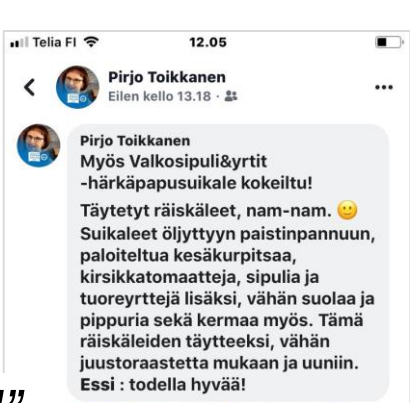 Telia FI 12.05
Pirjo Toikkanen
Eilen kello 13.18 ·
Pirjo Toikkanen
Myös Valkosipuli&yrtit
-härkäpapusuikale kokeiltu!
Täytetyt räiskäleet, nam-nam. 🙂
Suikaleet öljyttyyn paistinpannuun,
paloiteltua kesäkurpitsaa,
kirsikkatomaatteja, sipulia ja
tuoreyrttejä lisäksi, vähän suolaa ja
pippuria sekä kermaa myös. Tämä
räiskäleiden täytteeksi, vähän
juustoraastetta mukaan ja uuniin.
Essi : todella hyvää!